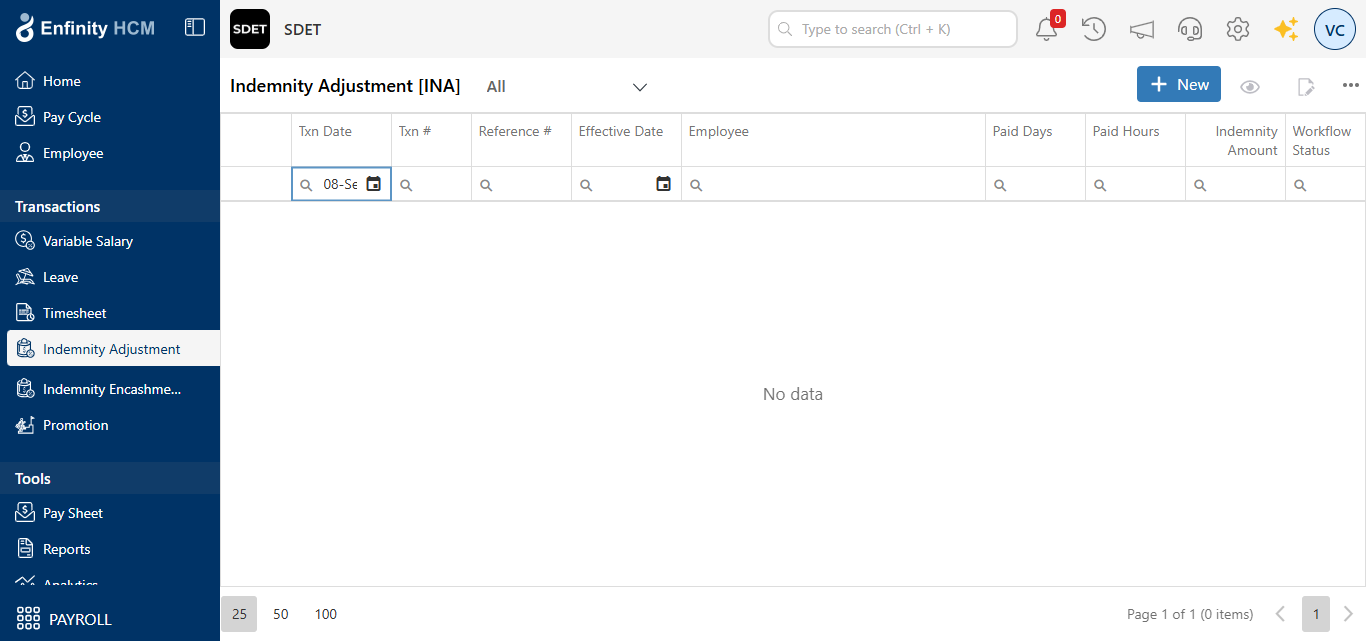 Enfinity HCM
SDET
SDET
Type to search (Ctrl + K)
0
VC
Home
Pay Cycle
Employee
Transactions
Variable Salary
Leave
Timesheet
Indemnity Adjustment
Indemnity Encashme...
Promotion
Tools
Pay Sheet
Reports
Analytics
PAYROLL
Indemnity Adjustment [INA]
All
New
Txn Date
Txn #
Reference #
Effective Date
Employee
Paid Days
Paid Hours
Indemnity
Amount
Workflow
Status
08-Se
No data
25
50
100
Page 1 of 1 (0 items)
1